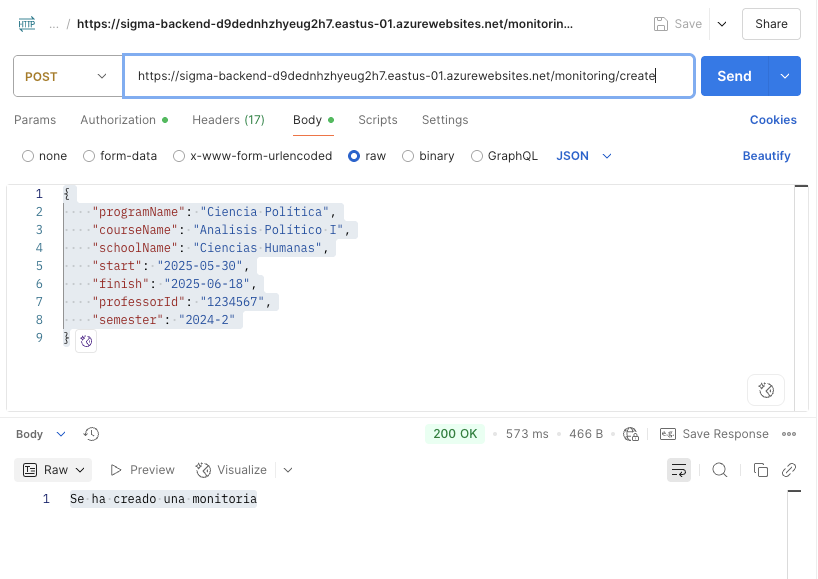 HTTP ... / https://sigma-backend-d9dednhzhyeug2h7.eastus-01.azurewebsites.net/monitorin... Save Share
POST https://sigma-backend-d9dednhzhyeug2h7.eastus-01.azurewebsites.net/monitoring/create Send
Params Authorization Headers (17) Body Scripts Settings Cookies
none form-data x-www-form-urlencoded raw binary GraphQL JSON Beautify
1 {
2 "programName": "Ciencia Política",
3 "courseName": "Analisis Político I",
4 "schoolName": "Ciencias Humanas",
5 "start": "2025-05-30",
6 "finish": "2025-06-18",
7 "professorId": "1234567",
8 "semester": "2024-2"
9 }
Body 200 OK • 573 ms • 466 B • e.g. Save Response
Raw Preview Visualize
1 Se ha creado una monitoria